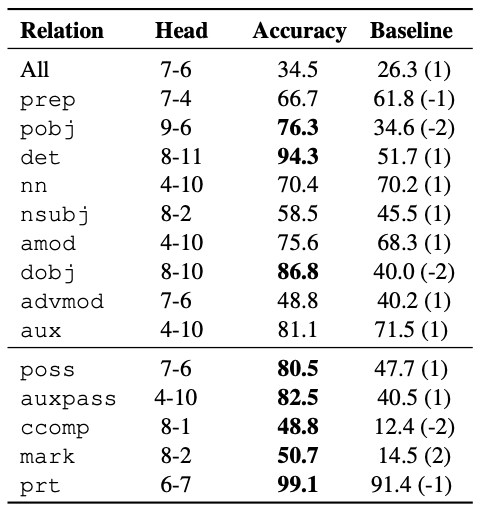 Relation Head Accuracy Baseline
All 7-6 34.5 26.3 (1)
prep 7-4 66.7 61.8 (-1)
pobj 9-6 76.3 34.6 (-2)
det 8-11 94.3 51.7 (1)
nn 4-10 70.4 70.2 (1)
nsubj 8-2 58.5 45.5 (1)
amod 4-10 75.6 68.3 (1)
dobj 8-10 86.8 40.0 (-2)
advmod 7-6 48.8 40.2 (1)
aux 4-10 81.1 71.5 (1)
poss 7-6 80.5 47.7 (1)
auxpass 4-10 82.5 40.5 (1)
ccomp 8-1 48.8 12.4 (-2)
mark 8-2 50.7 14.5 (2)
prt 6-7 99.1 91.4 (-1)